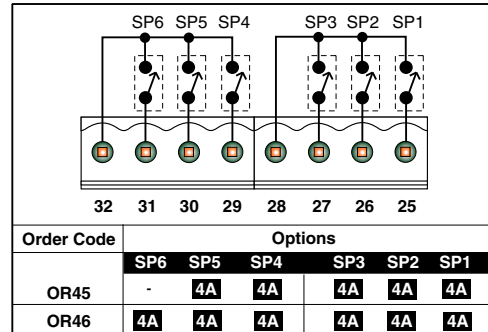 SP6 SP5 SP4 SP3 SP2 SP1
32 31 30 29 28 27 26 25
Order Code Options
SP6 SP5 SP4 SP3 SP2 SP1
OR45 - 4A 4A 4A 4A 4A
OR46 4A 4A 4A 4A 4A 4A